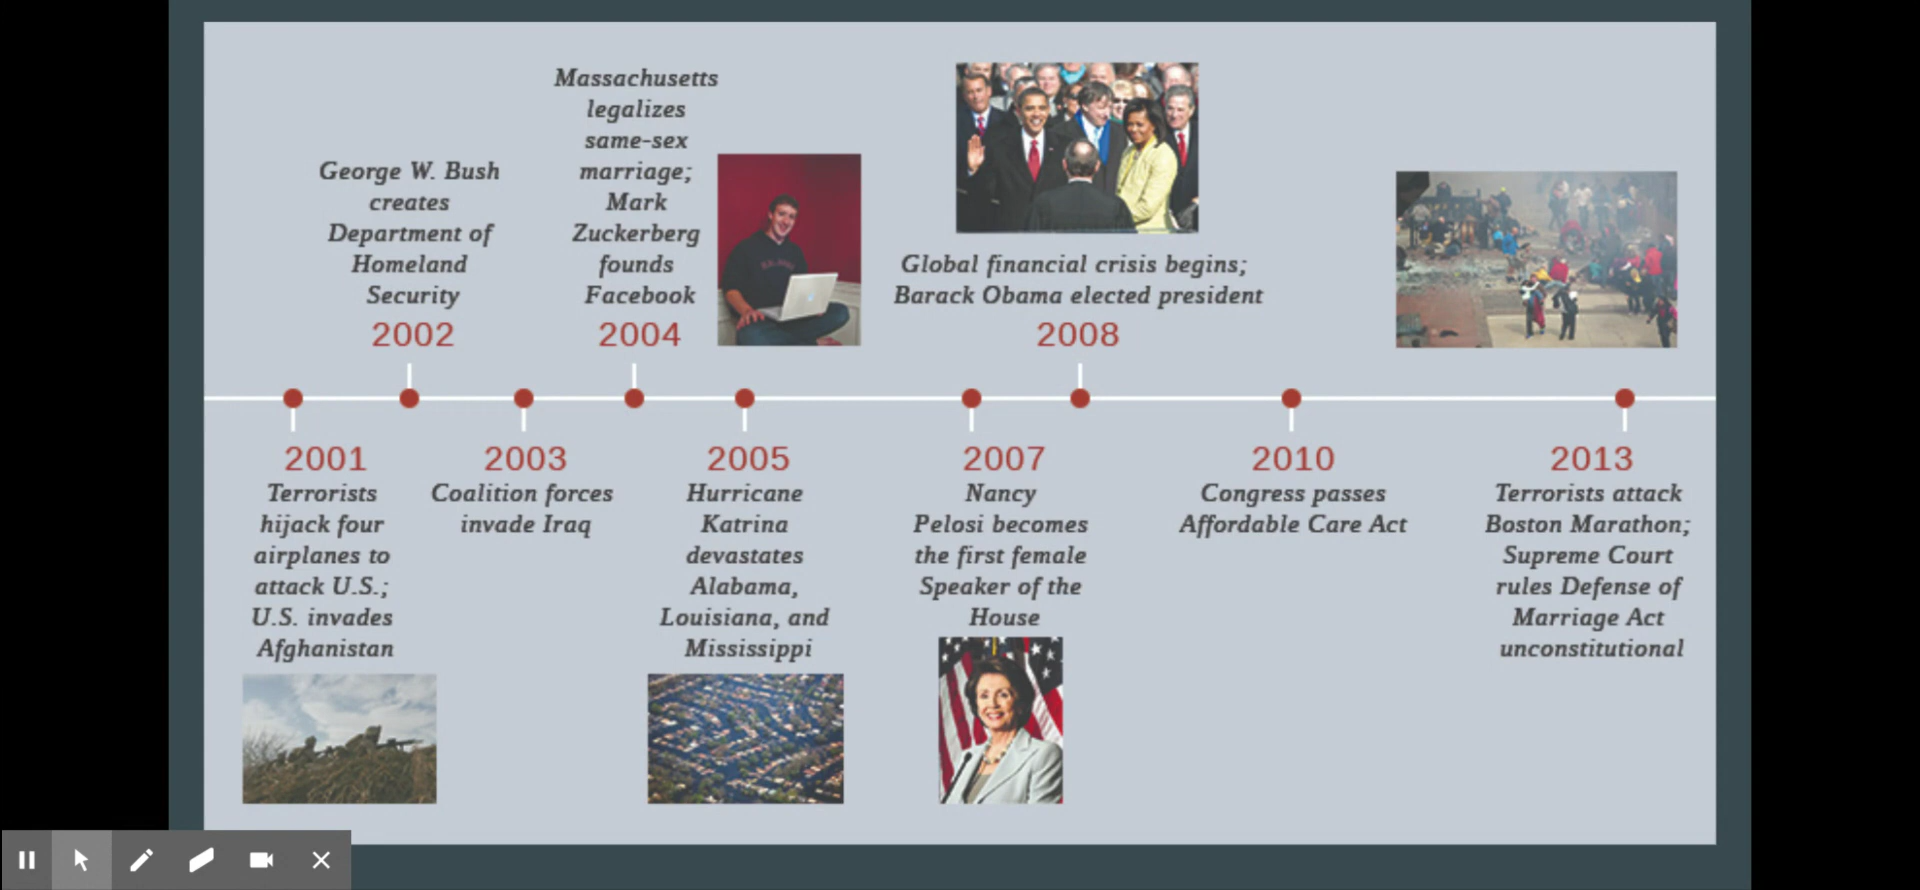 George W. Bush
creates
Department of
Homeland
Security
2002
Massachusetts
legalizes
same-sex
marriage;
Mark
Zuckerberg
founds
Facebook
2004
Global financial crisis begins;
Barack Obama elected president
2008
2001
Terrorists
hijack four
airplanes to
attack U.S.;
U.S. invades
Afghanistan
2003
Coalition forces
invade Iraq
2005
Hurricane
Katrina
devastates
Alabama,
Louisiana, and
Mississippi
2007
Nancy
Pelosi becomes
the first female
Speaker of the
House
2010
Congress passes
Affordable Care Act
2013
Terrorists attack
Boston Marathon;
Supreme Court
rules Defense of
Marriage Act
unconstitutional